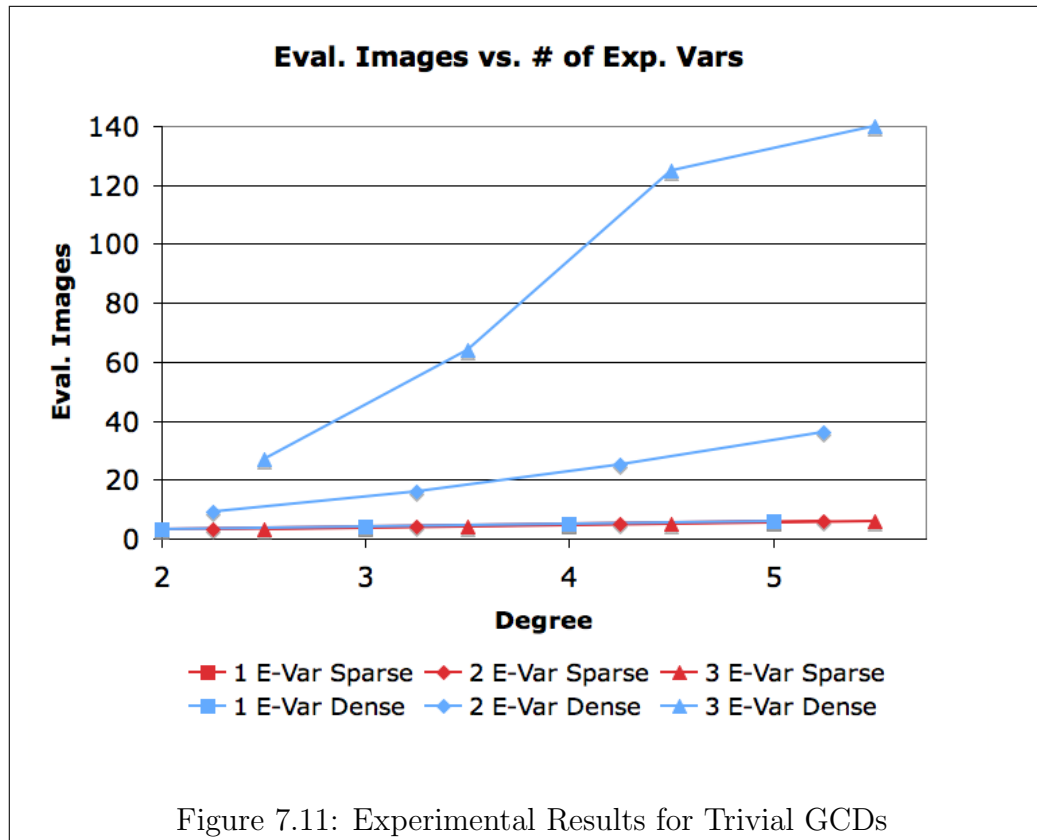 Eval. Images vs. # of Exp. Vars
140
120
100
80
60
40
20
0
Eval. Images
2 3 4 5
Degree
1 E-Var Sparse 2 E-Var Sparse 3 E-Var Sparse
1 E-Var Dense 2 E-Var Dense 3 E-Var Dense
Figure 7.11: Experimental Results for Trivial GCDs